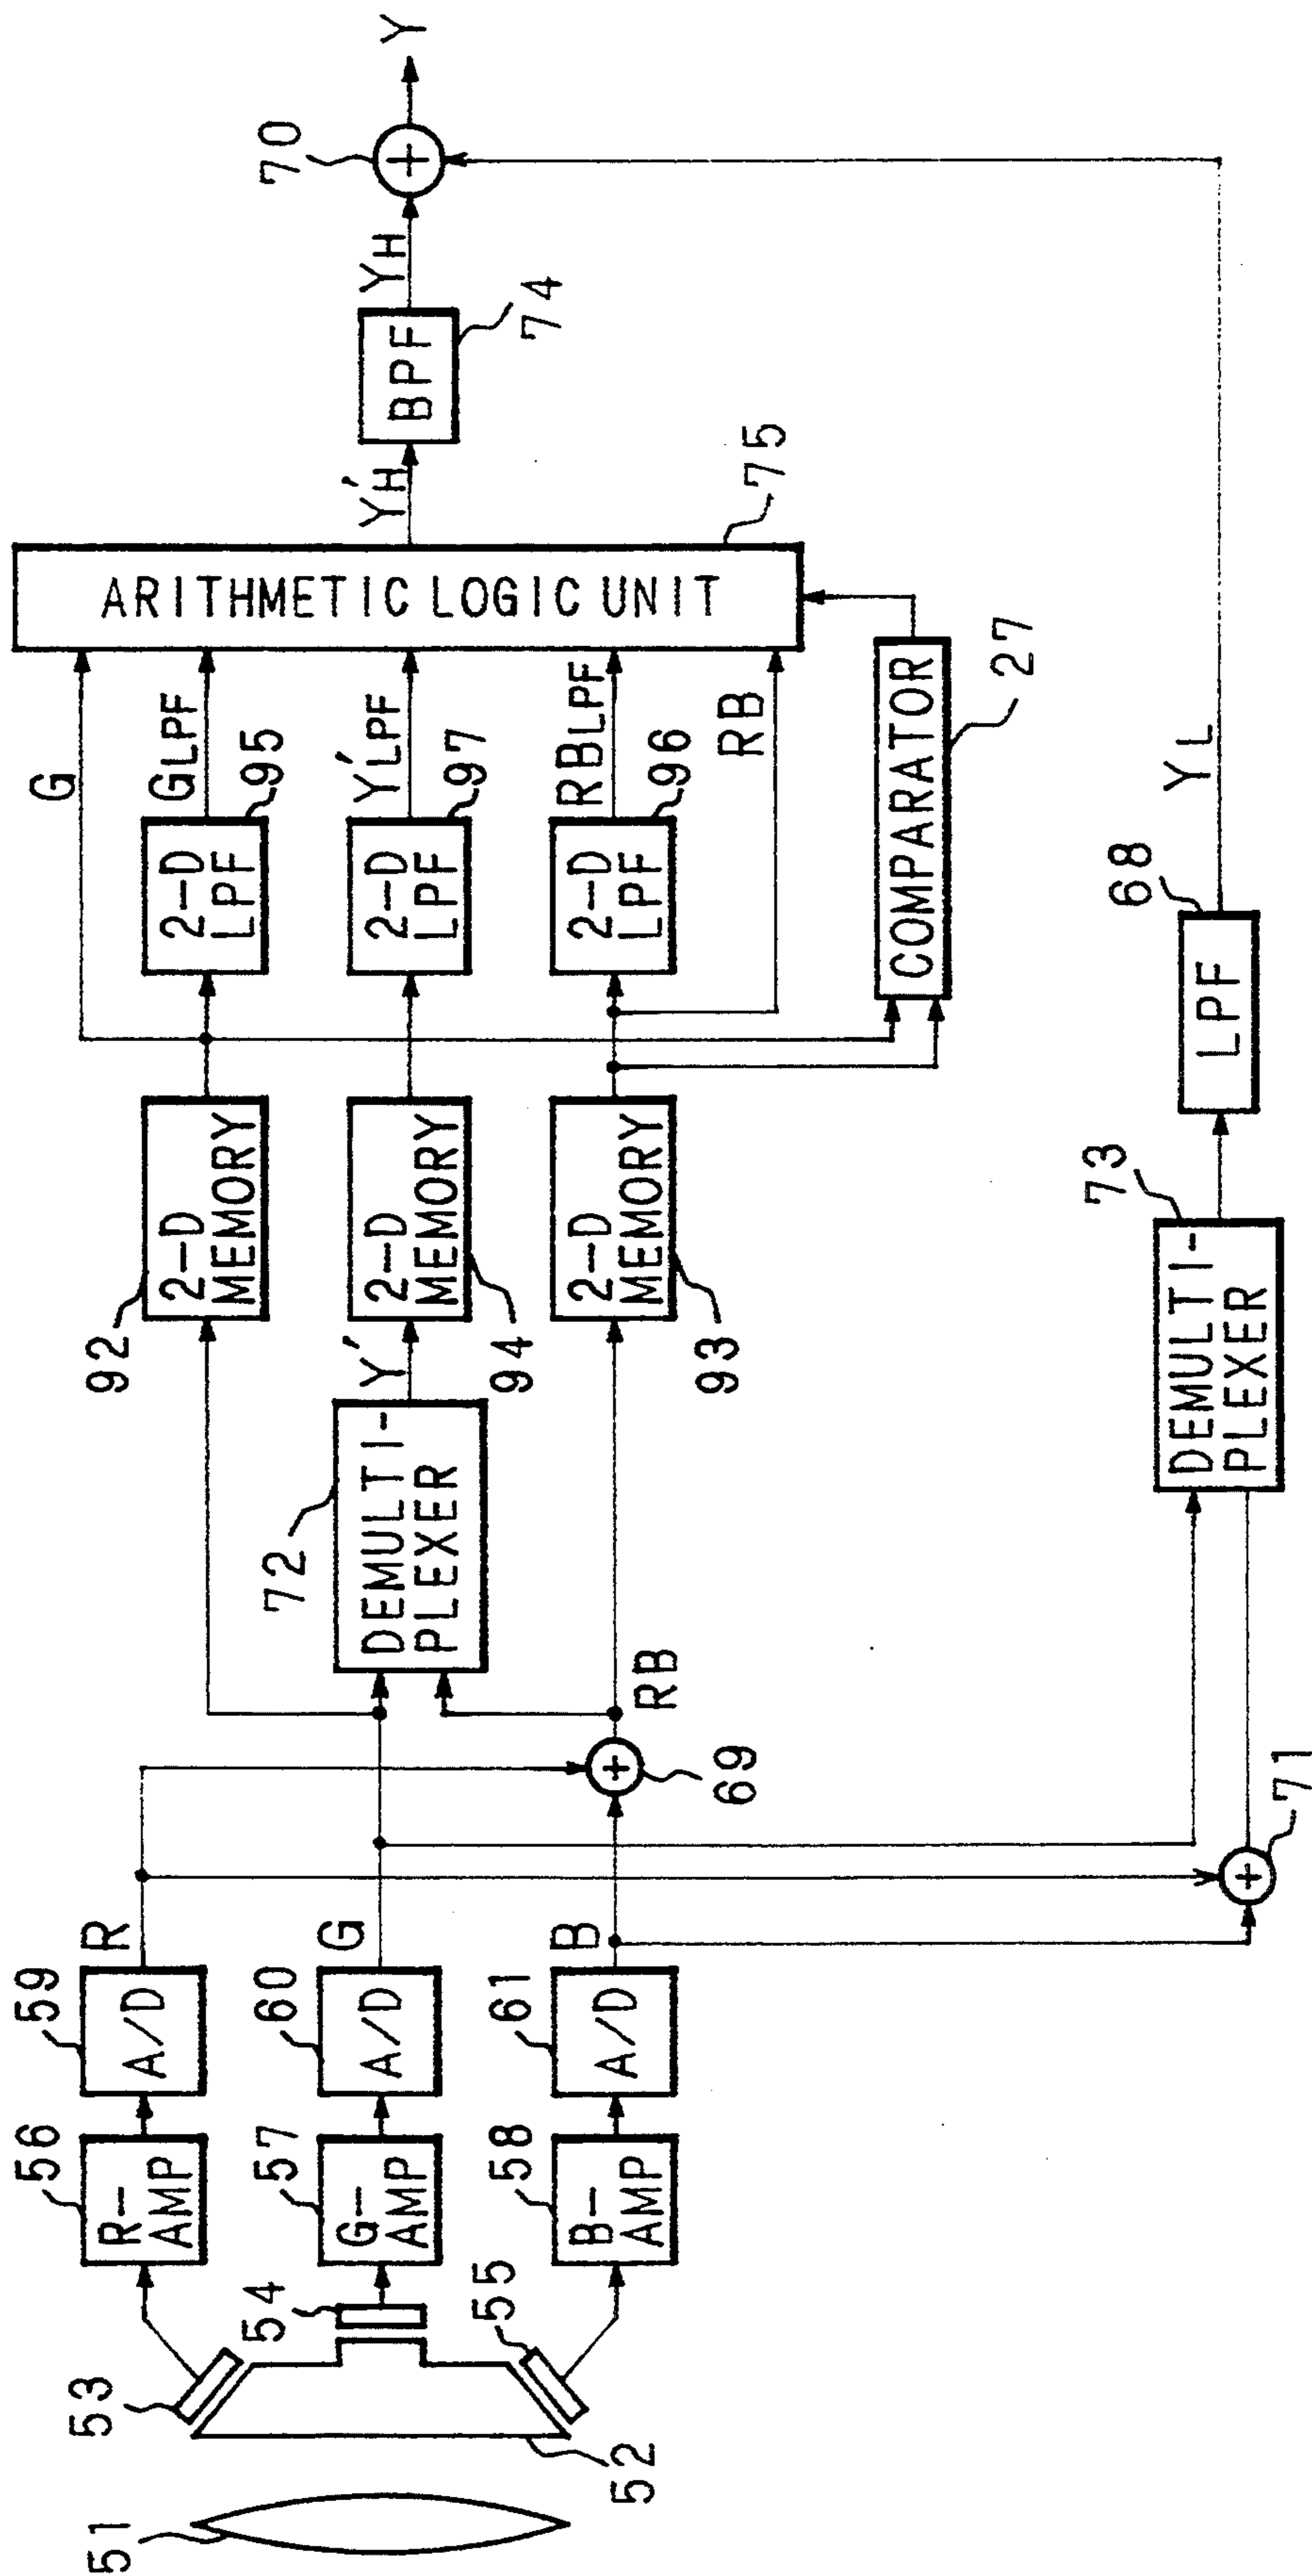 51
52
53
54
55
56
R-
AMP
57
G-
AMP
58
B-
AMP
59
A/D
R
60
A/D
G
61
A/D
B
69
RB
71
72
DEMULTI-
PLEXER
Y'
92
2-D
MEMORY
94
2-D
MEMORY
93
2-D
MEMORY
G
2-D
LPF
95
GLPF
2-D
LPF
97
Y'LPF
2-D
LPF
96
RBLPF
RB
COMPARATOR
27
ARITHMETIC LOGIC UNIT
75
Y'H
BPF
74
YH
70
Y
73
DEMULTI-
PLEXER
68
LPF
YL